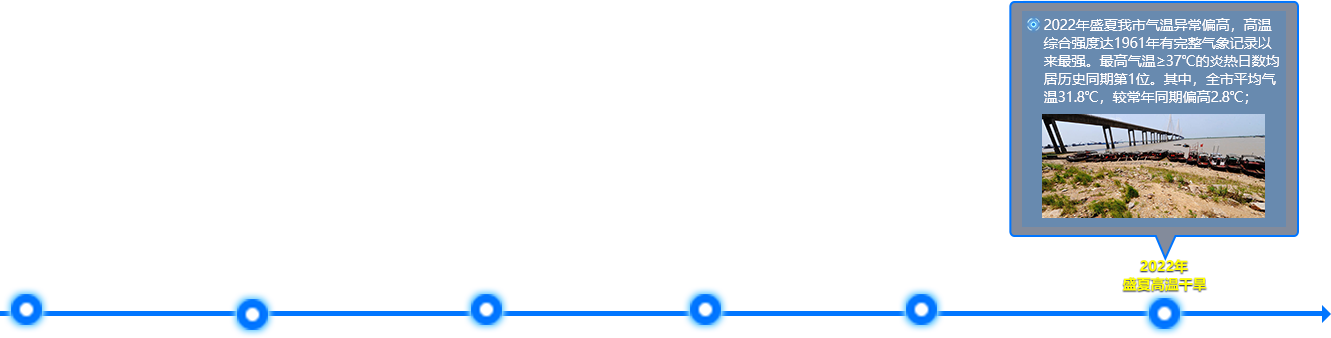 2022年盛夏我市气温异常偏高，高温
综合强度达1961年有完整气象记录以
来最强。最高气温≥37℃的炎热日数均
居历史同期第1位。其中，全市平均气
温31.8℃，较常年同期偏高2.8℃；
2022年
盛夏高温干旱